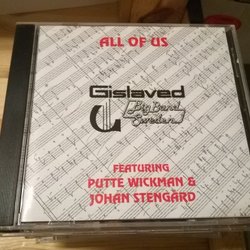 ALL OF US
Gislaved
Big Band
Sweden
FEATURING
PUTTE WICKMAN &
JOHAN STENGÅRD